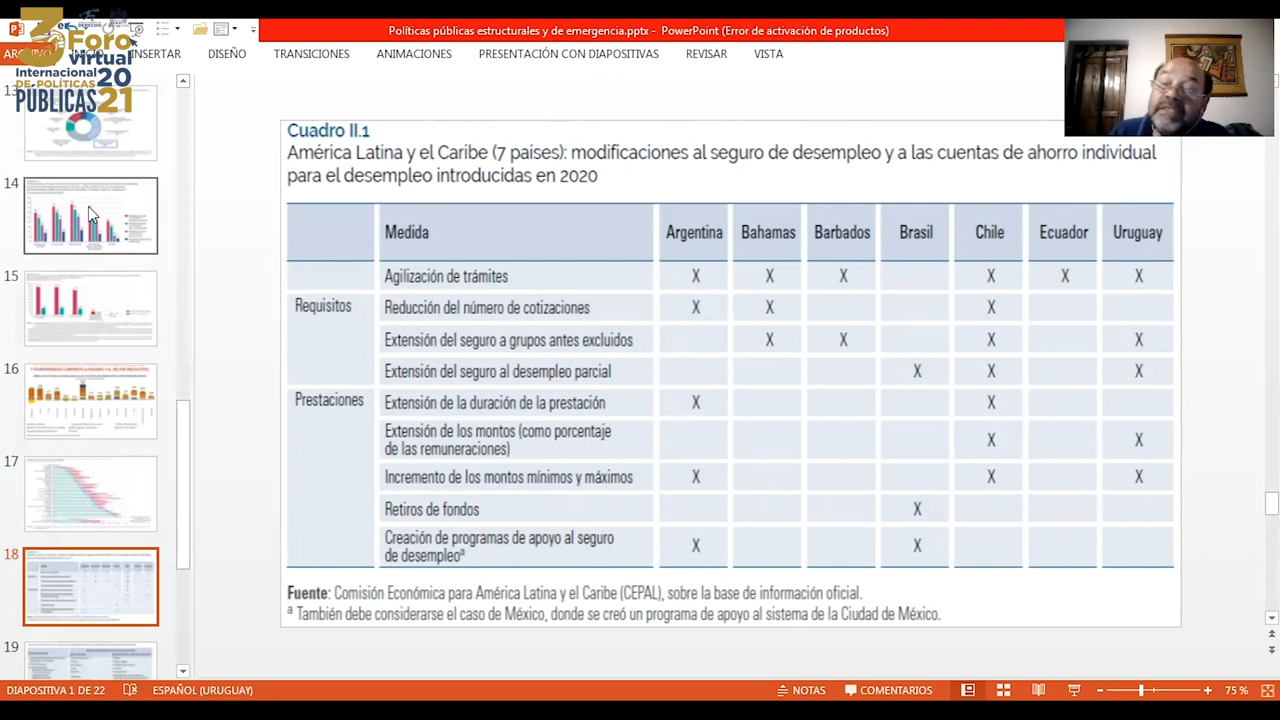 Políticas públicas estructurales y de emergencia.pptx - PowerPoint (Error de activación de productos)
3 Foro
virtual
Internacional 20
DE POLÍTICAS
PÚBLICAS 21
INSERTAR DISEÑO TRANSICIONES ANIMACIONES PRESENTACIÓN CON DIAPOSITIVAS REVISAR VISTA
13
14
15
16
17
18
19
Cuadro II.1
América Latina y el Caribe (7 países): modificaciones al seguro de desempleo y a las cuentas de ahorro individual
para el desempleo introducidas en 2020
Medida Argentina Bahamas Barbados Brasil Chile Ecuador Uruguay
Agilización de trámites X X X X X X
Requisitos Reducción del número de cotizaciones X X X
Extensión del seguro a grupos antes excluidos X X X X
Extensión del seguro al desempleo parcial X X X
Prestaciones Extensión de la duración de la prestación X X
Extensión de los montos (como porcentaje
de las remuneraciones) X X
Incremento de los montos mínimos y máximos X X X
Retiros de fondos X
Creación de programas de apoyo al seguro
de desempleoᵃ X X
Fuente: Comisión Económica para América Latina y el Caribe (CEPAL), sobre la base de información oficial.
ᵃ También debe considerarse el caso de México, donde se creó un programa de apoyo al sistema de la Ciudad de México.
DIAPOSITIVA 1 DE 22 ESPAÑOL (URUGUAY) NOTAS COMENTARIOS 75 %